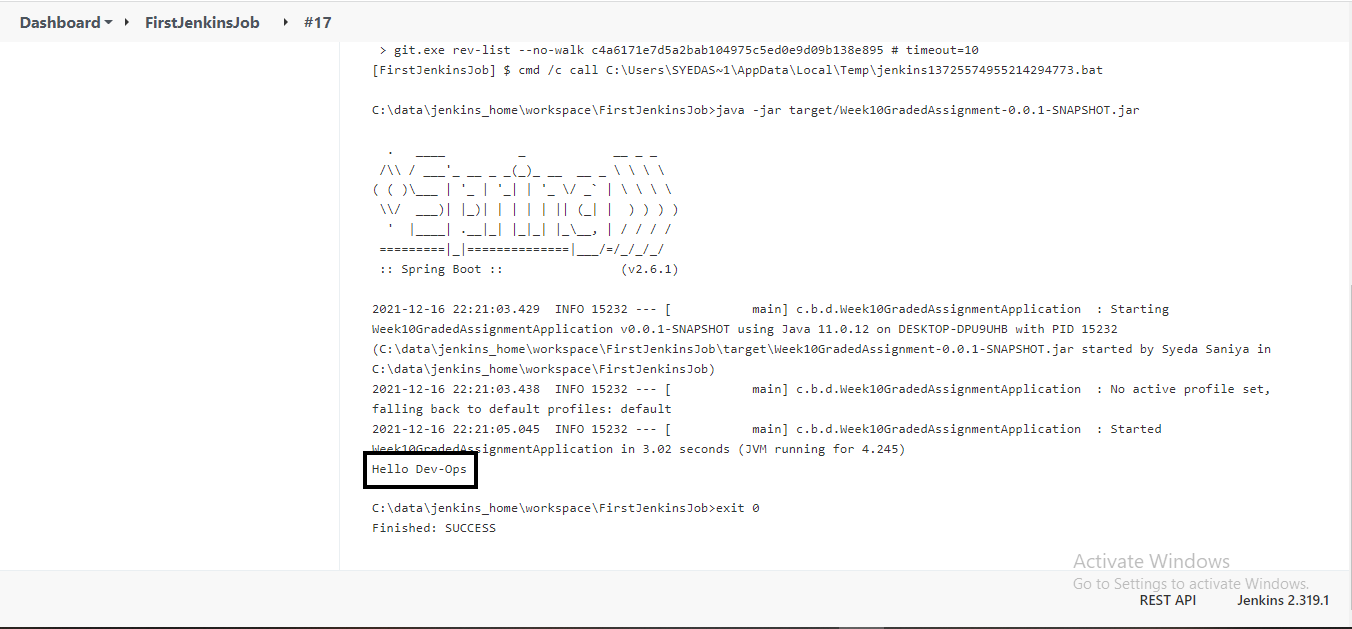 Dashboard FirstJenkinsJob #17
> git.exe rev-list --no-walk c4a6171e7d5a2bab104975c5ed0e9d09b138e895 # timeout=10
[FirstJenkinsJob] $ cmd /c call C:\Users\SYEDAS~1\AppData\Local\Temp\jenkins13725574955214294773.bat
C:\data\jenkins_home\workspace\FirstJenkinsJob>java -jar target/Week10GradedAssignment-0.0.1-SNAPSHOT.jar
  .   ____          _            __ _ _
 /\\ / ___'_ __ _ _(_)_ __  __ _ \ \ \ \
( ( )\___ | '_ | '_| | '_ \/ _` | \ \ \ \
 \\/  ___)| |_)| | | | | || (_| |  ) ) ) )
  '  |____| .__|_| |_|_| |_\__, | / / / /
 =========|_|==============|___/=/_/_/_/
 :: Spring Boot ::                (v2.6.1)
2021-12-16 22:21:03.429  INFO 15232 --- [           main] c.b.d.Week10GradedAssignmentApplication  : Starting
Week10GradedAssignmentApplication v0.0.1-SNAPSHOT using Java 11.0.12 on DESKTOP-DPU9UHB with PID 15232
(C:\data\jenkins_home\workspace\FirstJenkinsJob\target\Week10GradedAssignment-0.0.1-SNAPSHOT.jar started by Syeda Saniya in
C:\data\jenkins_home\workspace\FirstJenkinsJob)
2021-12-16 22:21:03.438  INFO 15232 --- [           main] c.b.d.Week10GradedAssignmentApplication  : No active profile set,
falling back to default profiles: default
2021-12-16 22:21:05.045  INFO 15232 --- [           main] c.b.d.Week10GradedAssignmentApplication  : Started
Week10GradedAssignmentApplication in 3.02 seconds (JVM running for 4.245)
Hello Dev-Ops
C:\data\jenkins_home\workspace\FirstJenkinsJob>exit 0
Finished: SUCCESS
Activate Windows
Go to Settings to activate Windows.
REST API Jenkins 2.319.1